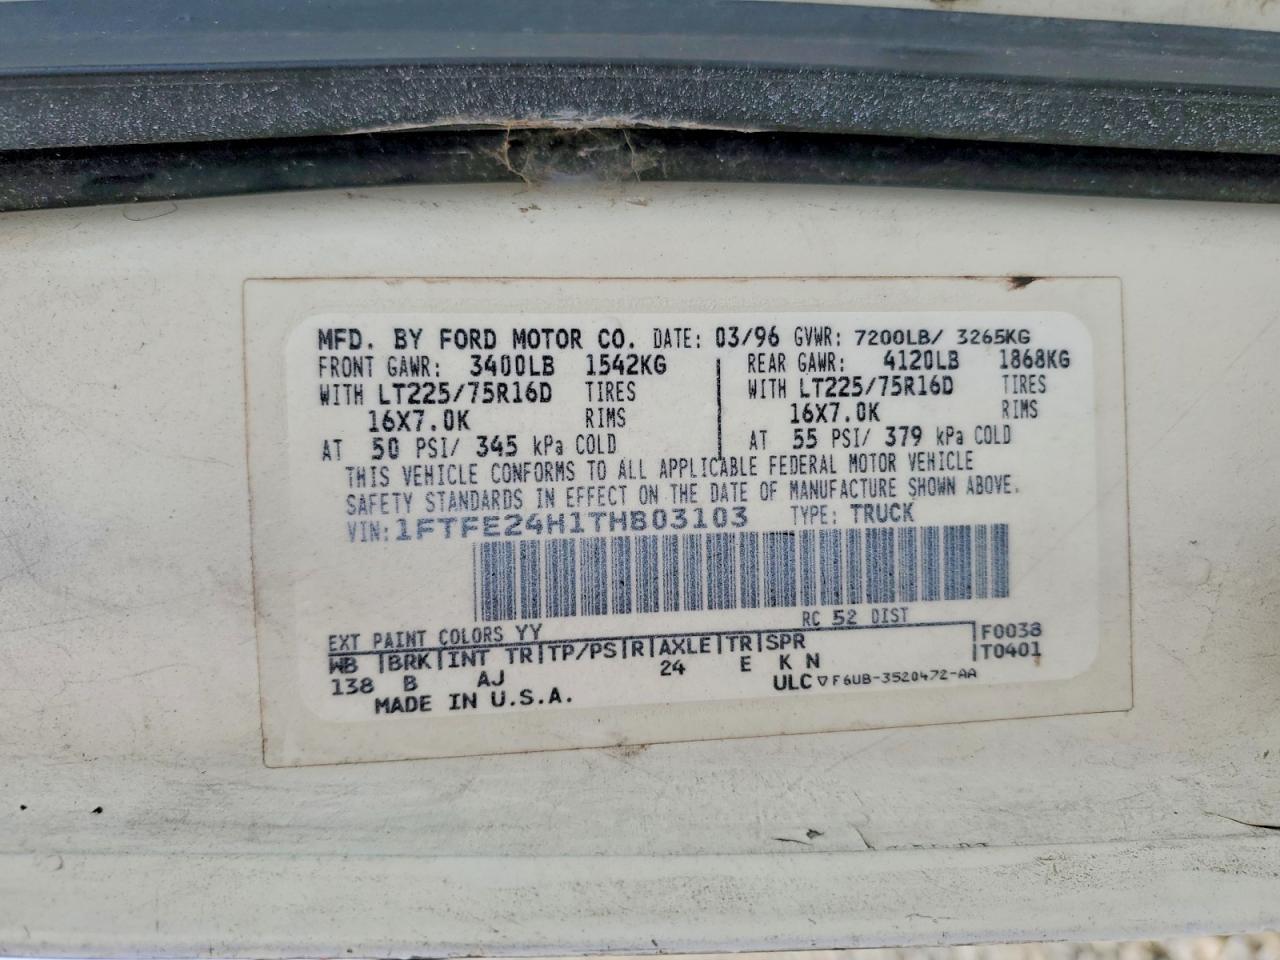 MFD. BY FORD MOTOR CO. DATE: 03/96 GVWR: 7200LB/ 3265KG
FRONT GAWR: 3400LB 1542KG REAR GAWR: 4120LB 1868KG
WITH LT225/75R16D TIRES WITH LT225/75R16D TIRES
16X7.0K RIMS 16X7.0K RIMS
AT 50 PSI/ 345 kPa COLD AT 55 PSI/ 379 kPa COLD
THIS VEHICLE CONFORMS TO ALL APPLICABLE FEDERAL MOTOR VEHICLE
SAFETY STANDARDS IN EFFECT ON THE DATE OF MANUFACTURE SHOWN ABOVE.
VIN: 1FTFE24H1THB03103 TYPE: TRUCK
EXT PAINT COLORS YY RC 52 DIST
WB BRK INT TR TP/PS R AXLE TR SPR F0038
138 B AJ 24 E K N T0401
MADE IN U.S.A. ULC ▽ F6UB-3520472-AA